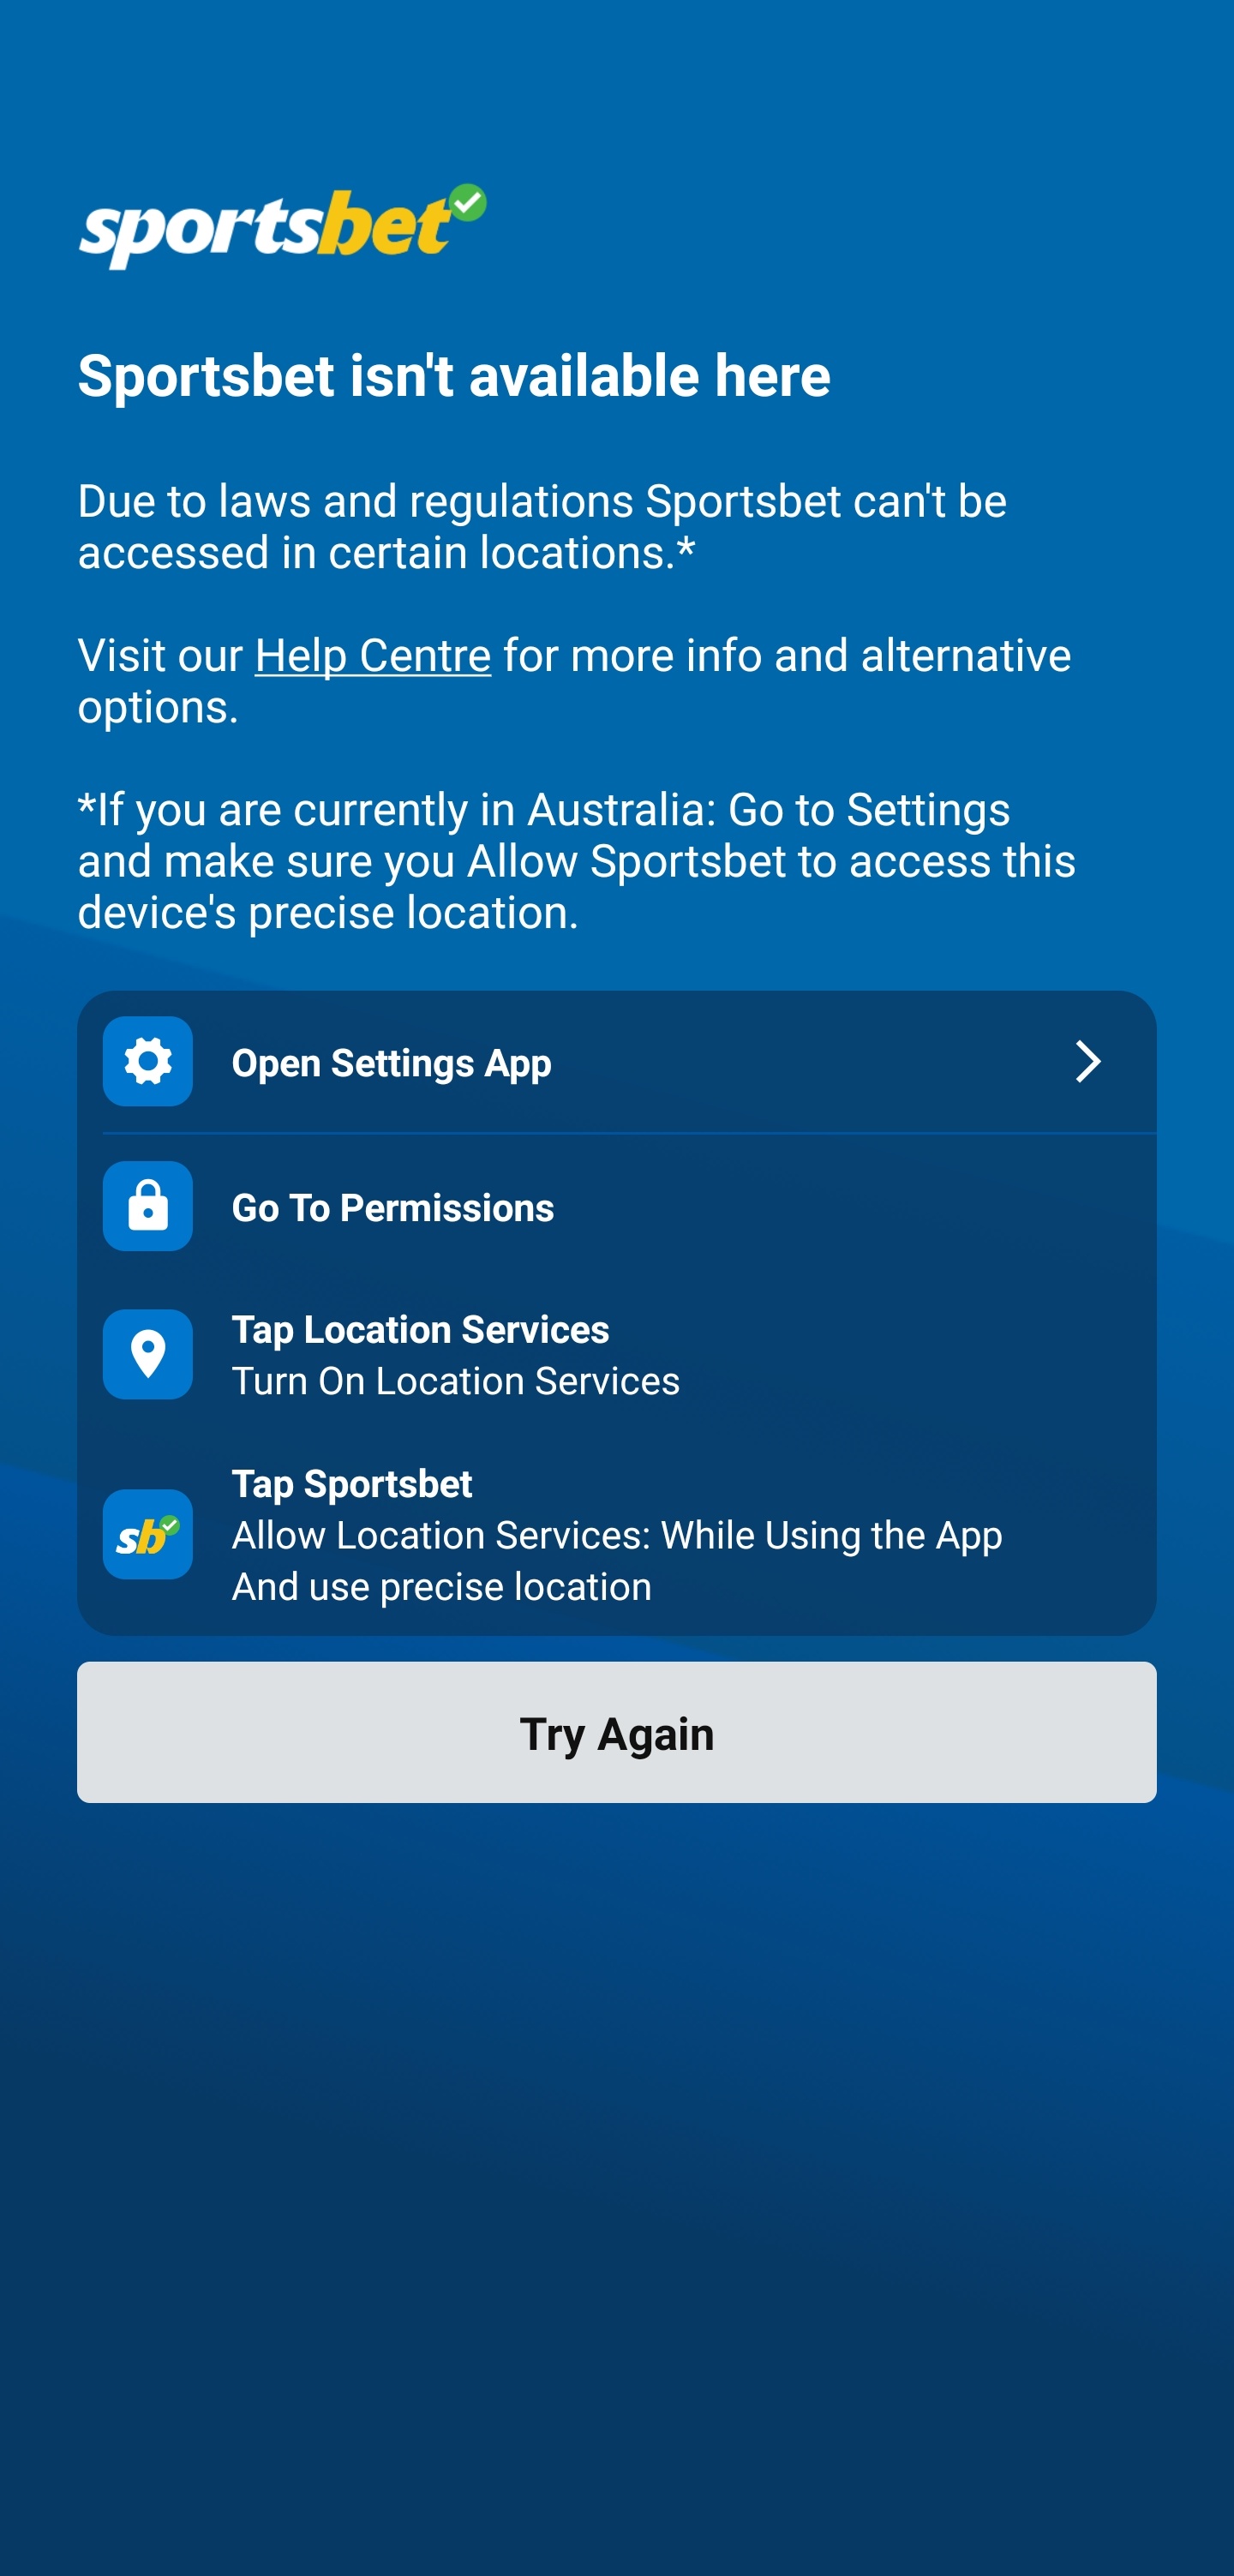 sportsbet
Sportsbet isn't available here
Due to laws and regulations Sportsbet can't be
accessed in certain locations.*
Visit our Help Centre for more info and alternative
options.
*If you are currently in Australia: Go to Settings
and make sure you Allow Sportsbet to access this
device's precise location.
Open Settings App
Go To Permissions
Tap Location Services
Turn On Location Services
Tap Sportsbet
sb
Allow Location Services: While Using the App
And use precise location
Try Again